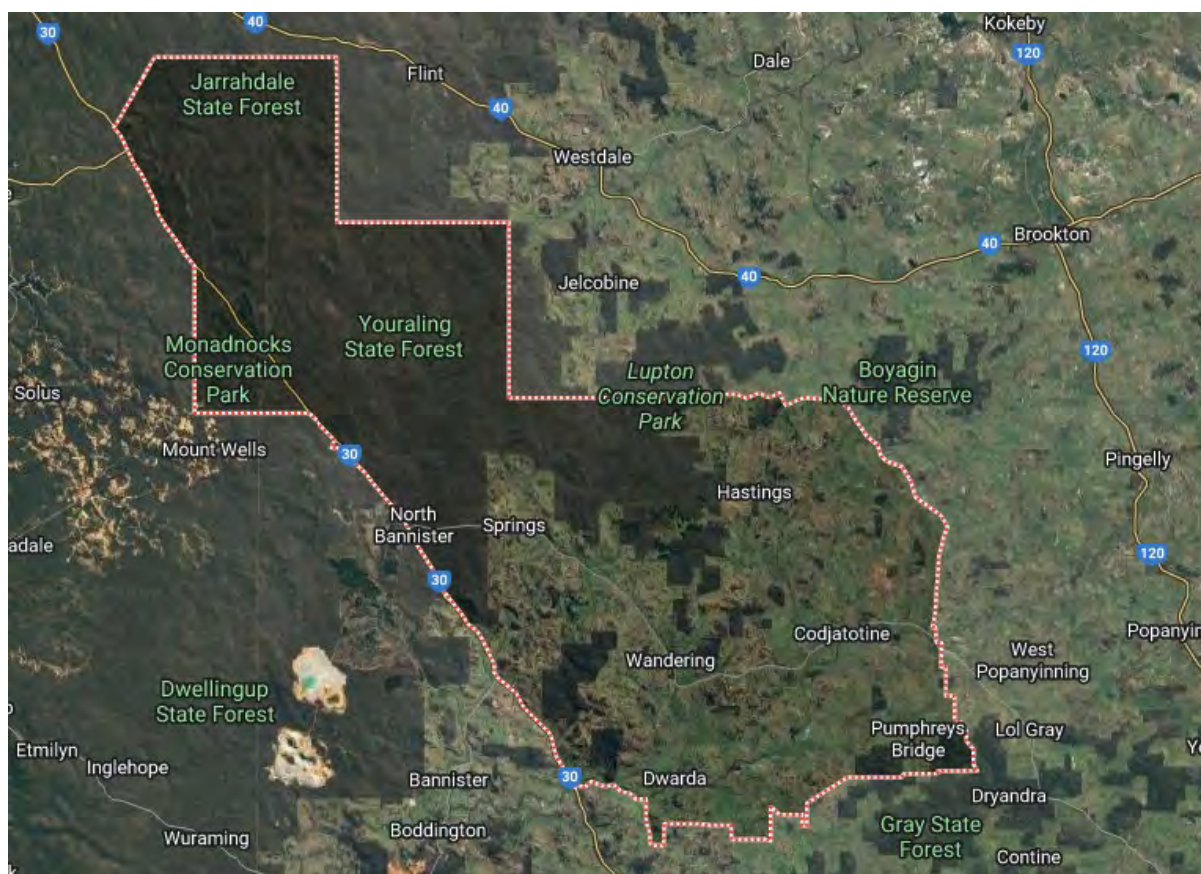 30
40
Kokeby
120
Jarrahdale
State Forest
Flint
Dale
40
Westdale
Brookton
40
40
Jelcobine
Youraling
State Forest
Monadnocks
Conservation
Park
Solus
Lupton
Conservation
Park
Boyagin
Nature Reserve
120
Mount Wells
30
Pingelly
Hastings
North
Bannister
Springs
adale
120
30
Codjatotine
Popanyin
Wandering
West
Popanyinning
Dwellingup
State Forest
Pumphreys
Bridge
Lol Gray
Etmilyn
Inglehope
Bannister
30
Dwarda
Dryandra
Boddington
Wuraming
Gray State
Forest
Contine